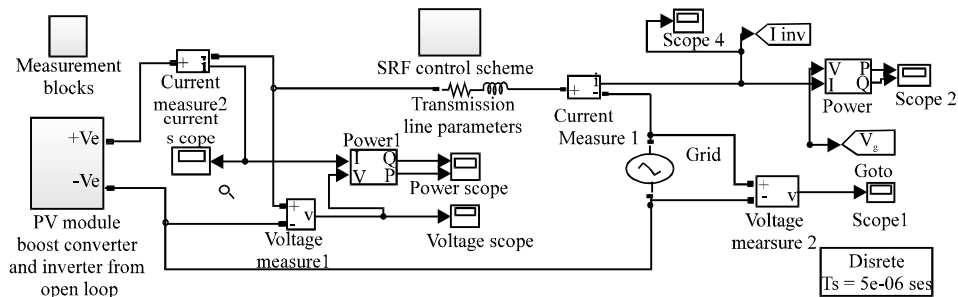 Measurement
blocks
+Ve
-Ve
PV module
boost converter
and inverter from
open loop
+
i
-
Current
measure2
current
s cope
SRF control scheme
Transmission
line parameters
Power1
I
V
Q
P
Power scope
+
-
v
Voltage
measure1
Voltage scope
+
i
-
Current
Measure 1
Scope 4
I inv
V
I
P
Q
Power
Scope 2
Vg
Goto
Grid
+
-
v
Voltage
mearsure 2
Scope1
Disrete
Ts = 5e-06 ses